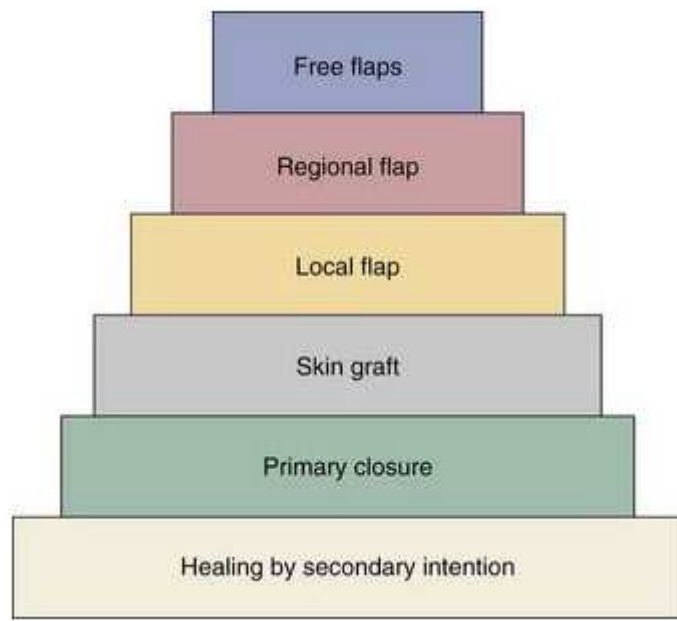 Free flaps
Regional flap
Local flap
Skin graft
Primary closure
Healing by secondary intention